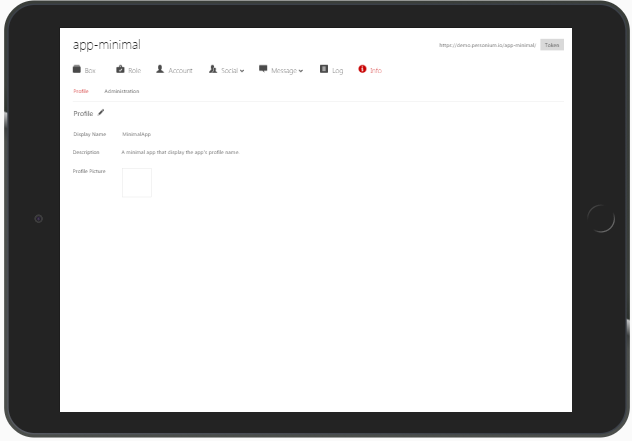 app-minimal
https://demo.personium.io/app-minimal/ Token
Box Role Account Social Message Log Info
Profile Administration
Profile
Display Name MinimalApp
Description A minimal app that display the app's profile name
Profile Picture